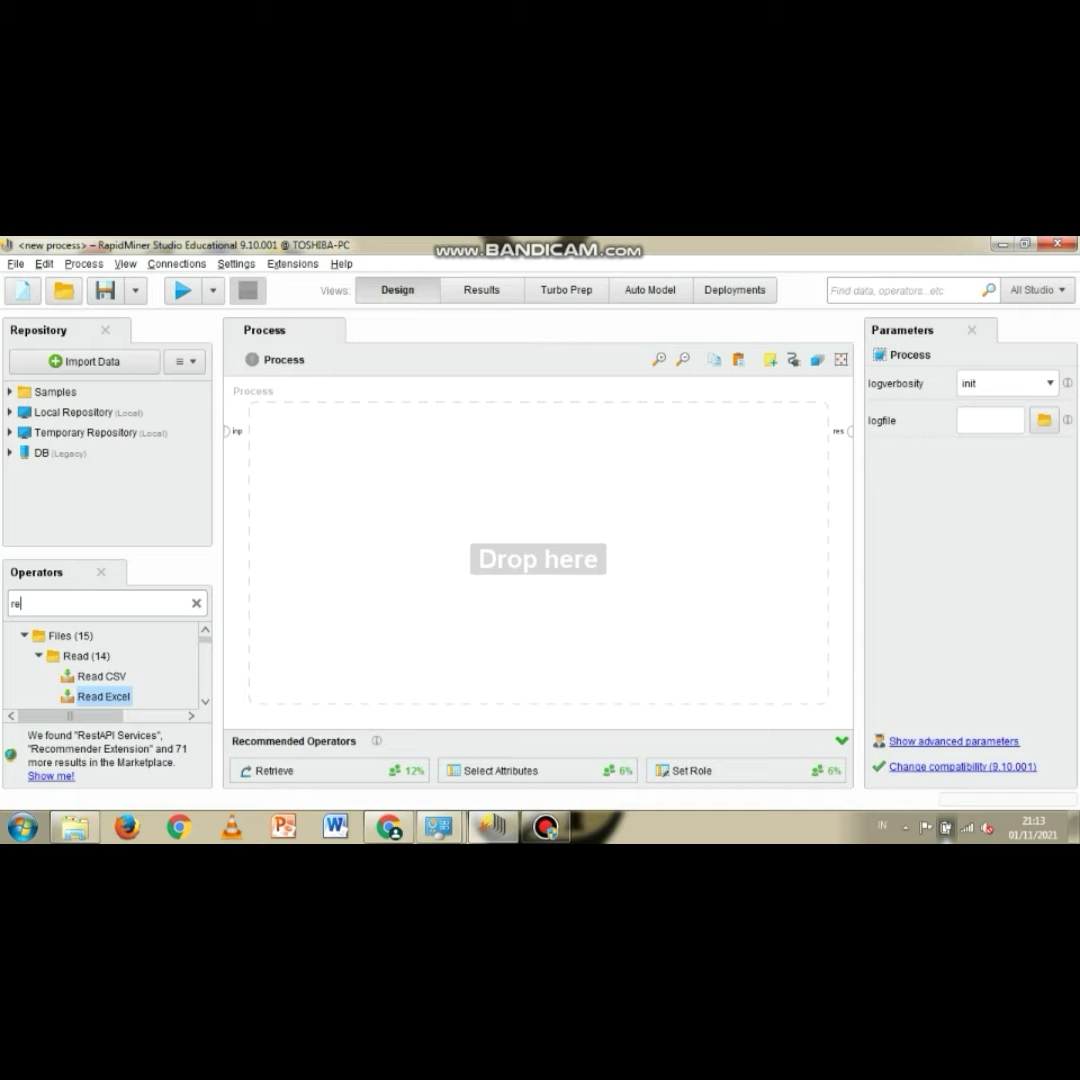 <new process> – RapidMiner Studio Educational 9.10.001 @ TOSHIBA-PC
www.BANDICAM.com
File Edit Process View Connections Settings Extensions Help
Views: Design Results Turbo Prep Auto Model Deployments
Find data, operators...etc
All Studio
Repository
Import Data
Samples
Local Repository (Local)
Temporary Repository (Local)
DB (Legacy)
Operators
re
Files (15)
Read (14)
Read CSV
Read Excel
We found "RestAPI Services",
"Recommender Extension" and 71
more results in the Marketplace.
Show me!
Process
Process
Process
inp
res
Drop here
Recommended Operators
Retrieve 12%
Select Attributes 6%
Set Role 6%
Parameters
Process
logverbosity init
logfile
Show advanced parameters
Change compatibility (9.10.001)
IN
21:13
01/11/2021